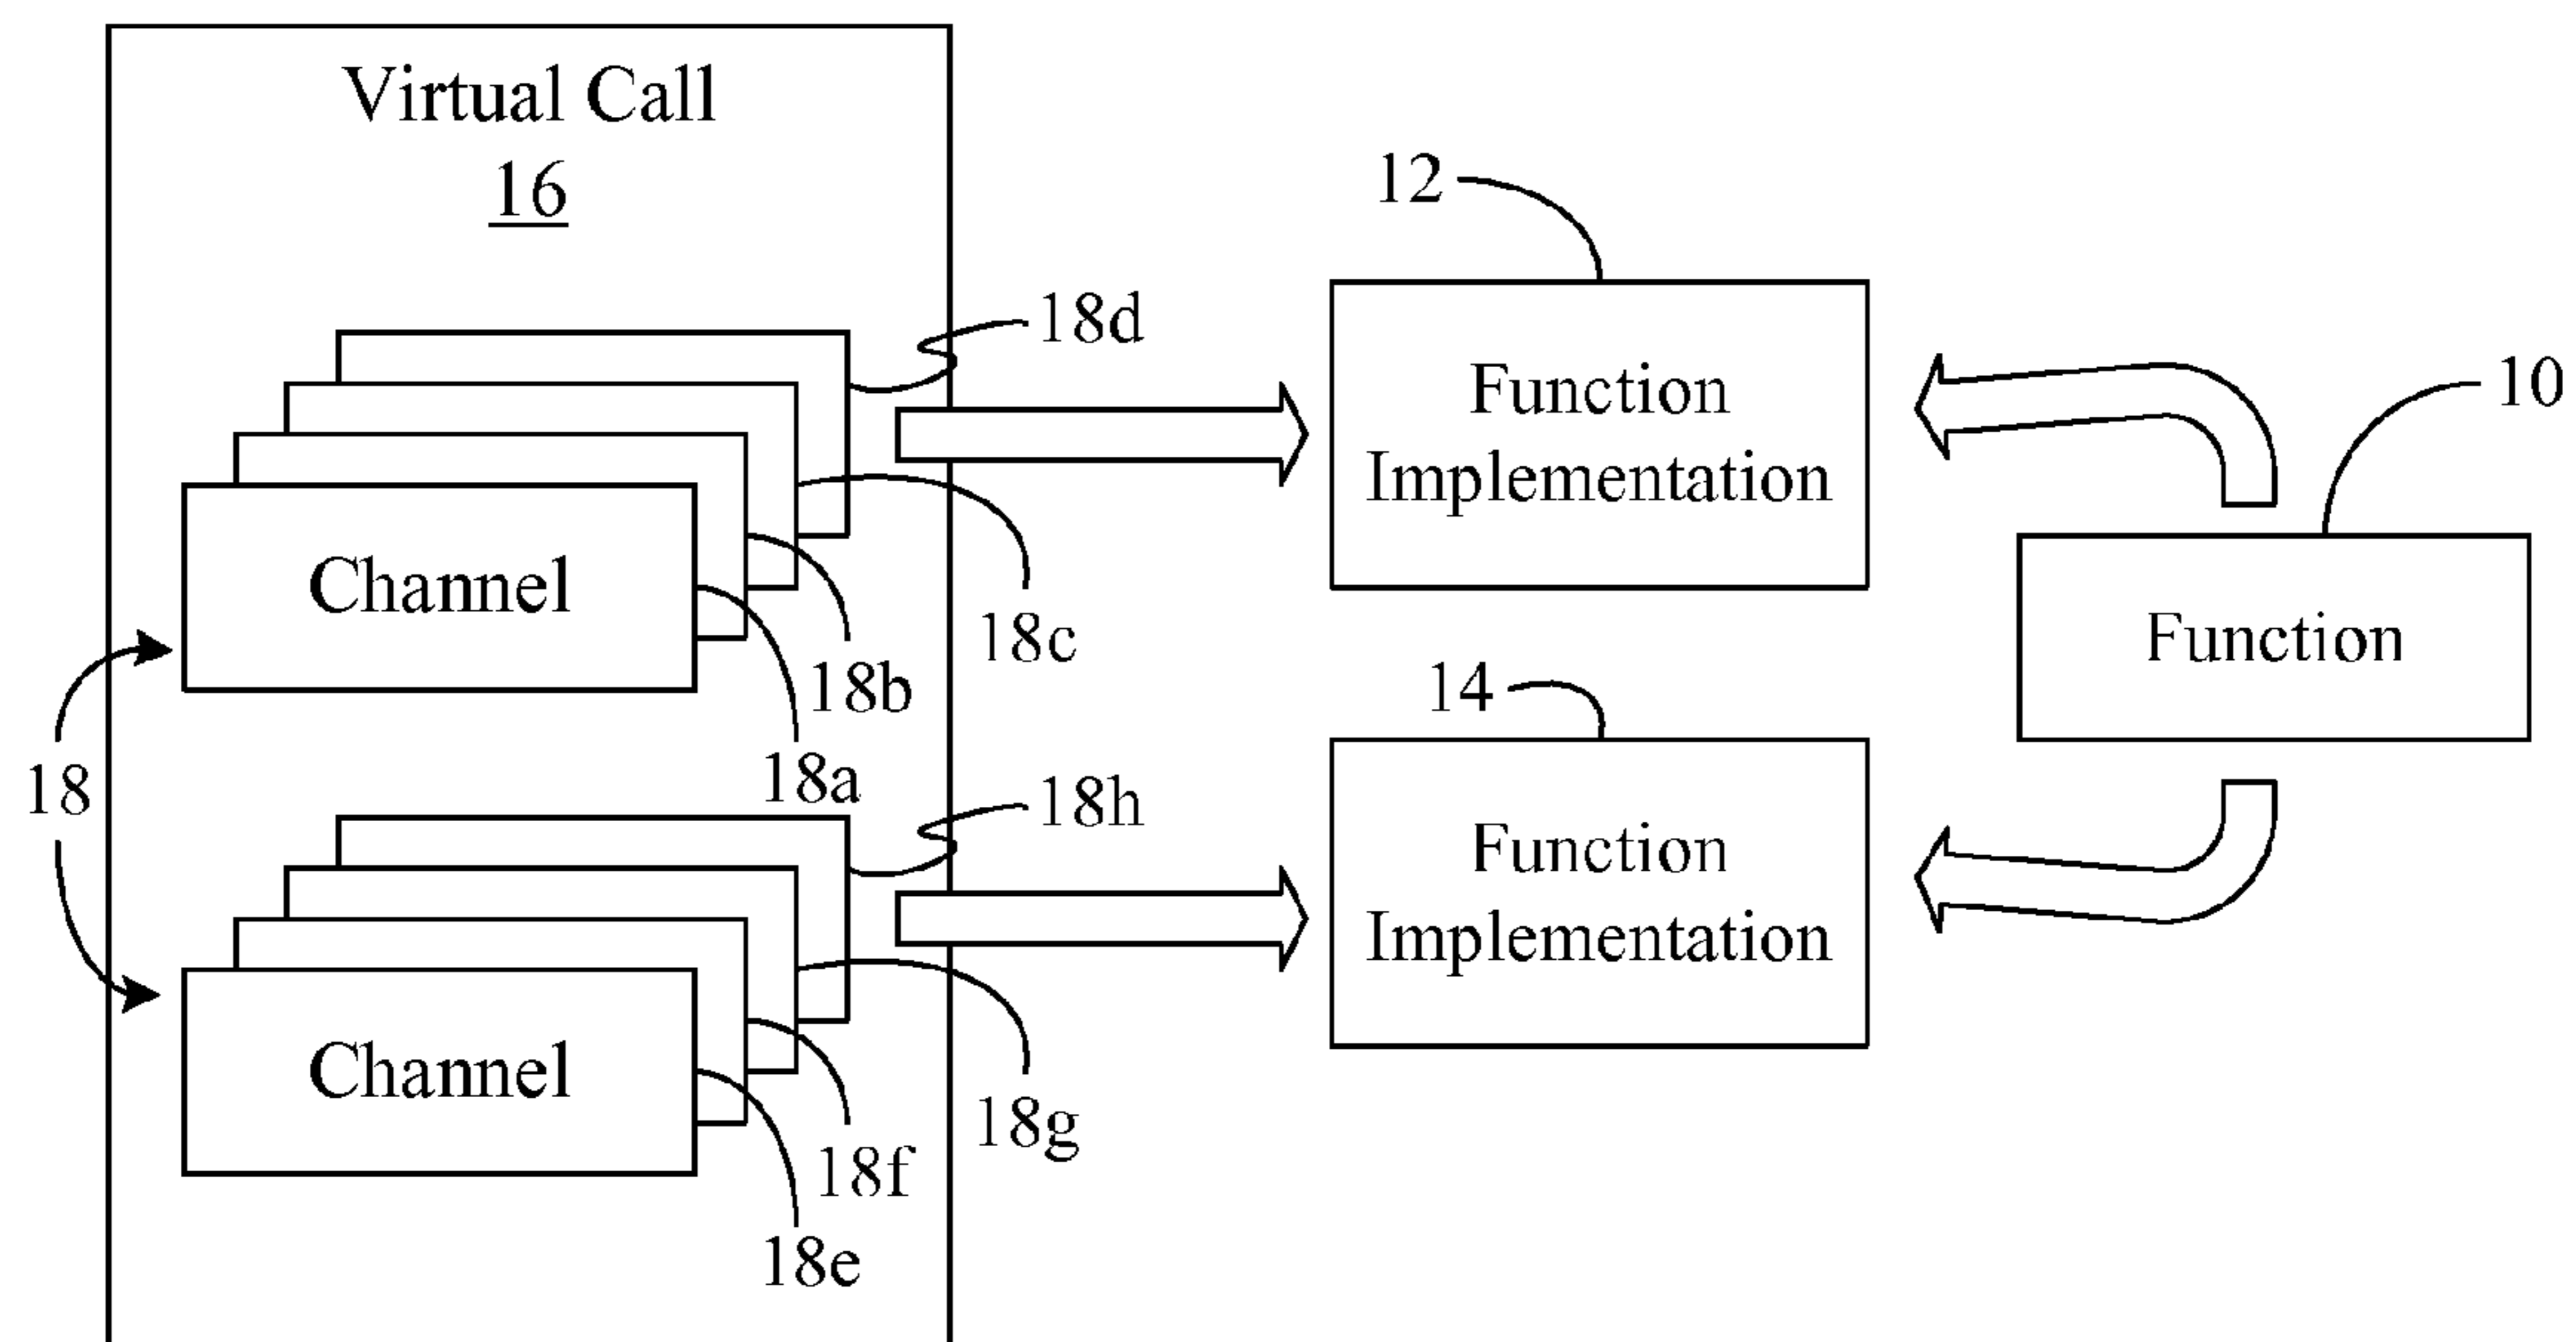 Virtual Call
16
12
18d
10
Function
Implementation
Channel
Function
18c
18b
14
18a
18
18h
Function
Implementation
Channel
18g
18f
18e